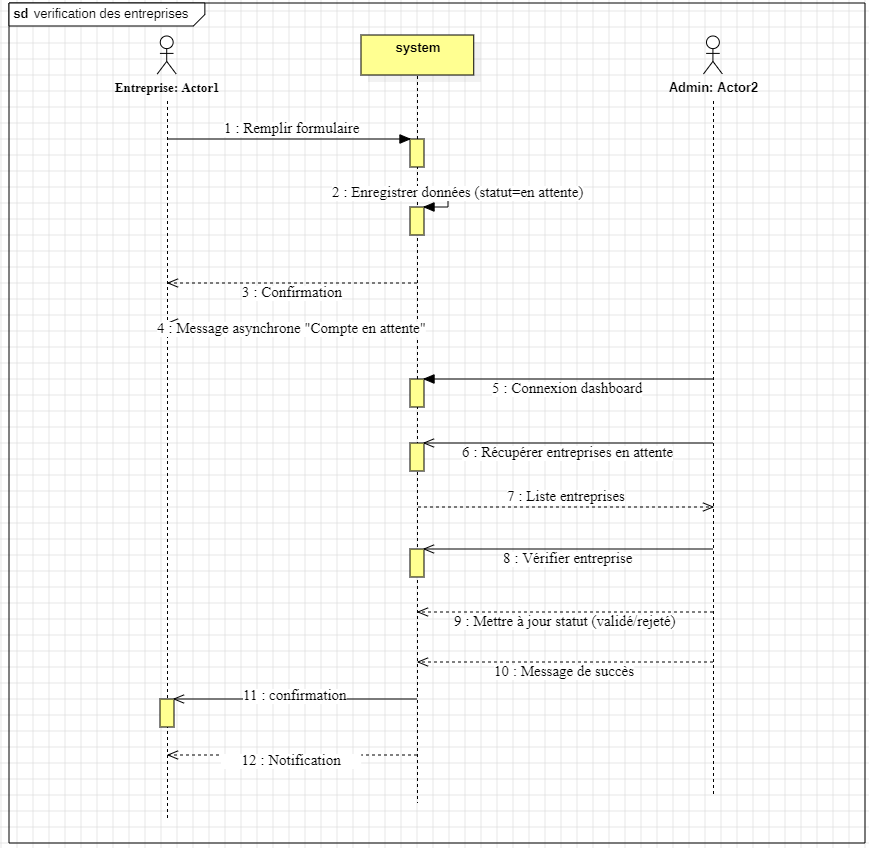 sd verification des entreprises
system
Entreprise: Actor1
Admin: Actor2
1 : Remplir formulaire
2 : Enregistrer données (statut=en attente)
3 : Confirmation
4 : Message asynchrone "Compte en attente"
5 : Connexion dashboard
6 : Récupérer entreprises en attente
7 : Liste entreprises
8 : Vérifier entreprise
9 : Mettre à jour statut (validé/rejeté)
10 : Message de succès
11 : confirmation
12 : Notification